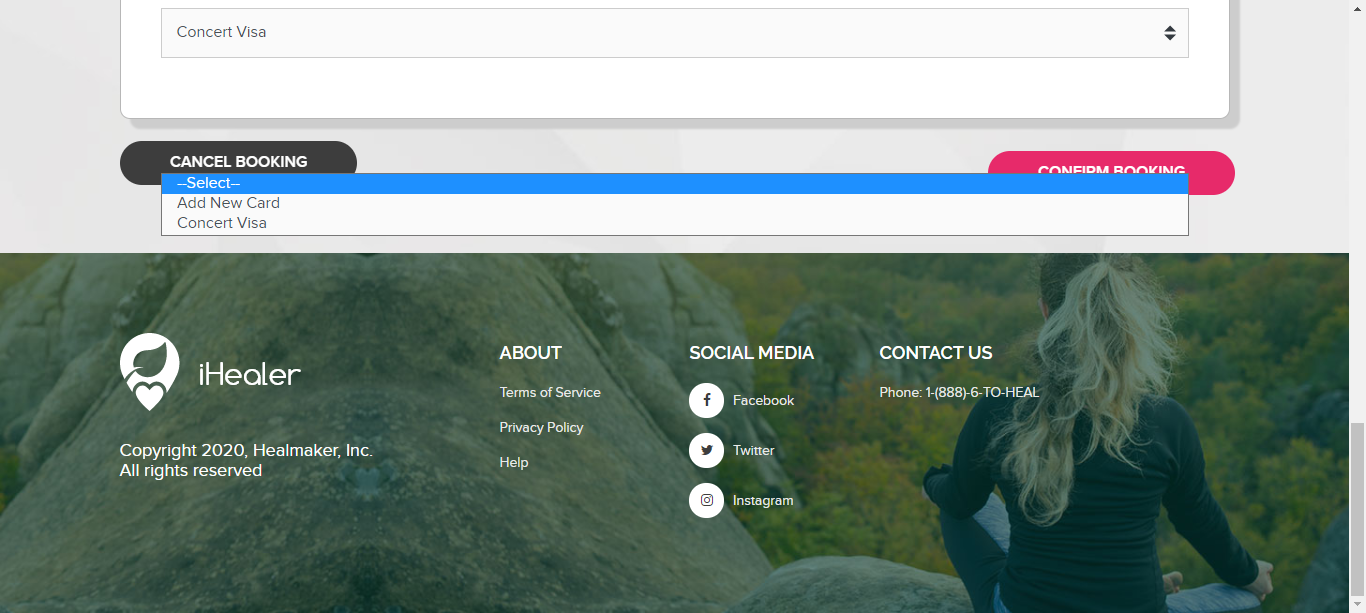 Concert Visa
CANCEL BOOKING
CONFIRM BOOKING
--Select--
Add New Card
Concert Visa
iHealer
Copyright 2020, Healmaker, Inc.
All rights reserved
ABOUT
Terms of Service
Privacy Policy
Help
SOCIAL MEDIA
Facebook
Twitter
Instagram
CONTACT US
Phone: 1-(888)-6-TO-HEAL